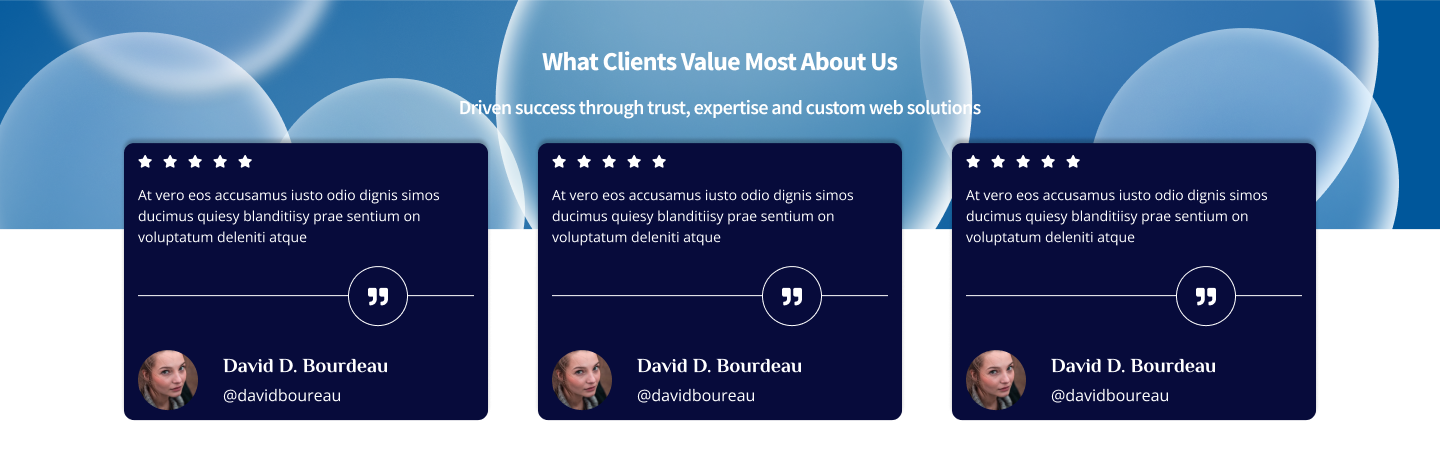 What Clients Value Most About Us
Driven success through trust, expertise and custom web solutions
At vero eos accusamus iusto odio dignis simos
ducimus quiesy blanditiisy prae sentium on
voluptatum deleniti atque
David D. Bourdeau
@davidboureau
At vero eos accusamus iusto odio dignis simos
ducimus quiesy blanditiisy prae sentium on
voluptatum deleniti atque
David D. Bourdeau
@davidboureau
At vero eos accusamus iusto odio dignis simos
ducimus quiesy blanditiisy prae sentium on
voluptatum deleniti atque
David D. Bourdeau
@davidboureau